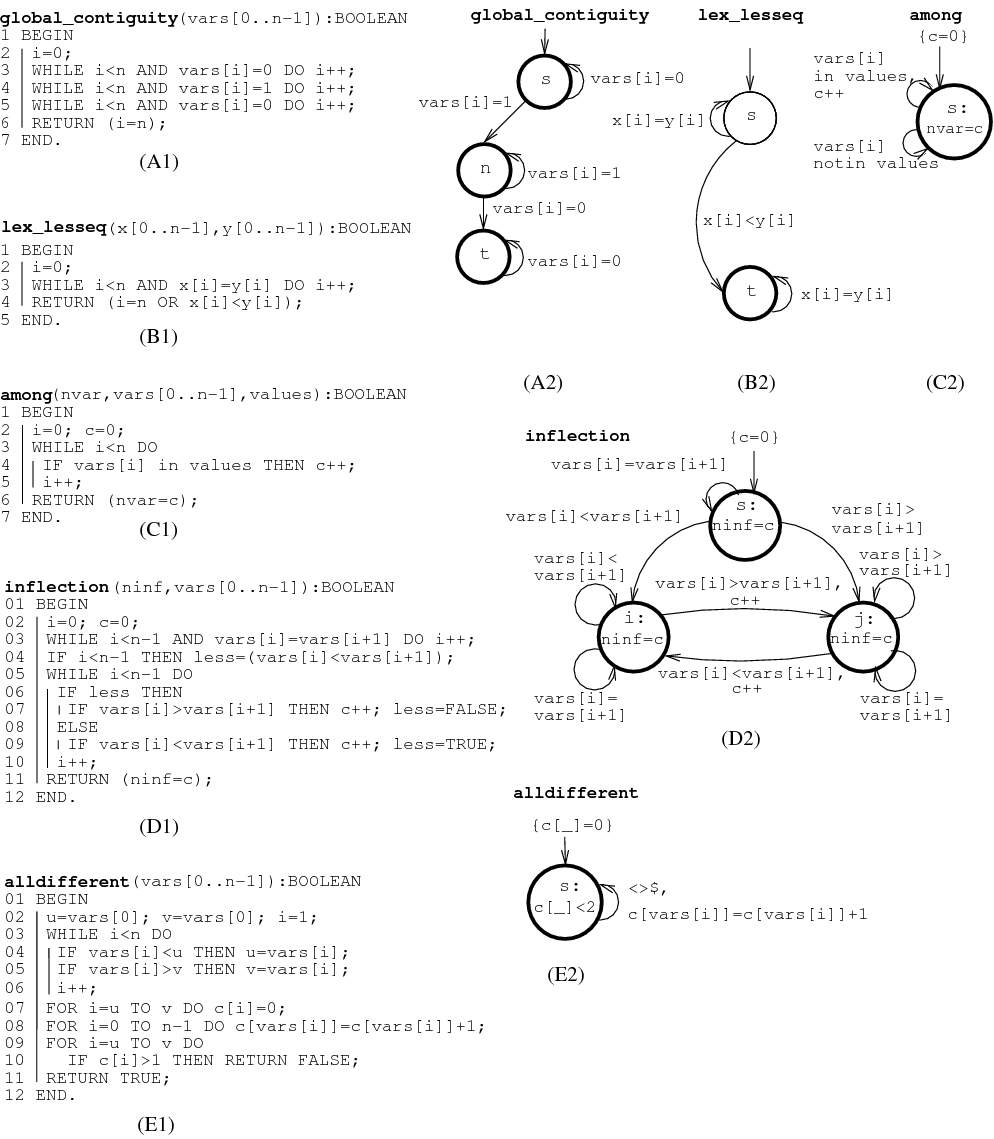 global_contiguity(vars[0..n-1]):BOOLEAN
1 BEGIN
2 i=0;
3 WHILE i<n AND vars[i]=0 DO i++;
4 WHILE i<n AND vars[i]=1 DO i++;
5 WHILE i<n AND vars[i]=0 DO i++;
6 RETURN (i=n);
7 END.
(A1)
lex_lesseq(x[0..n-1],y[0..n-1]):BOOLEAN
1 BEGIN
2 i=0;
3 WHILE i<n AND x[i]=y[i] DO i++;
4 RETURN (i=n OR x[i]<y[i]);
5 END.
(B1)
among(nvar,vars[0..n-1],values):BOOLEAN
1 BEGIN
2 i=0; c=0;
3 WHILE i<n DO
4 IF vars[i] in values THEN c++;
5 i++;
6 RETURN (nvar=c);
7 END.
(C1)
inflection(ninf,vars[0..n-1]):BOOLEAN
01 BEGIN
02 i=0; c=0;
03 WHILE i<n-1 AND vars[i]=vars[i+1] DO i++;
04 IF i<n-1 THEN less=(vars[i]<vars[i+1]);
05 WHILE i<n-1 DO
06 IF less THEN
07 IF vars[i]>vars[i+1] THEN c++; less=FALSE;
08 ELSE
09 IF vars[i]<vars[i+1] THEN c++; less=TRUE;
10 i++;
11 RETURN (ninf=c);
12 END.
(D1)
alldifferent(vars[0..n-1]):BOOLEAN
01 BEGIN
02 u=vars[0]; v=vars[0]; i=1;
03 WHILE i<n DO
04 IF vars[i]<u THEN u=vars[i];
05 IF vars[i]>v THEN v=vars[i];
06 i++;
07 FOR i=u TO v DO c[i]=0;
08 FOR i=0 TO n-1 DO c[vars[i]]=c[vars[i]]+1;
09 FOR i=u TO v DO
10 IF c[i]>1 THEN RETURN FALSE;
11 RETURN TRUE;
12 END.
(E1)
global_contiguity
s
vars[i]=0
vars[i]=1
n
vars[i]=1
vars[i]=0
t
vars[i]=0
(A2)
lex_lesseq
x[i]=y[i]
s
x[i]<y[i]
t
x[i]=y[i]
(B2)
among
{c=0}
vars[i]
in values,
c++
s:
nvar=c
vars[i]
notin values
(C2)
inflection
{c=0}
vars[i]=vars[i+1]
s:
ninf=c
vars[i]<vars[i+1]
vars[i]>
vars[i+1]
vars[i]<
vars[i+1]
vars[i]>
vars[i+1]
vars[i]>vars[i+1],
c++
i:
ninf=c
j:
ninf=c
vars[i]<vars[i+1],
c++
vars[i]=
vars[i+1]
vars[i]=
vars[i+1]
(D2)
alldifferent
{c[_]=0}
s:
c[_]<2
<>$,
c[vars[i]]=c[vars[i]]+1
(E2)